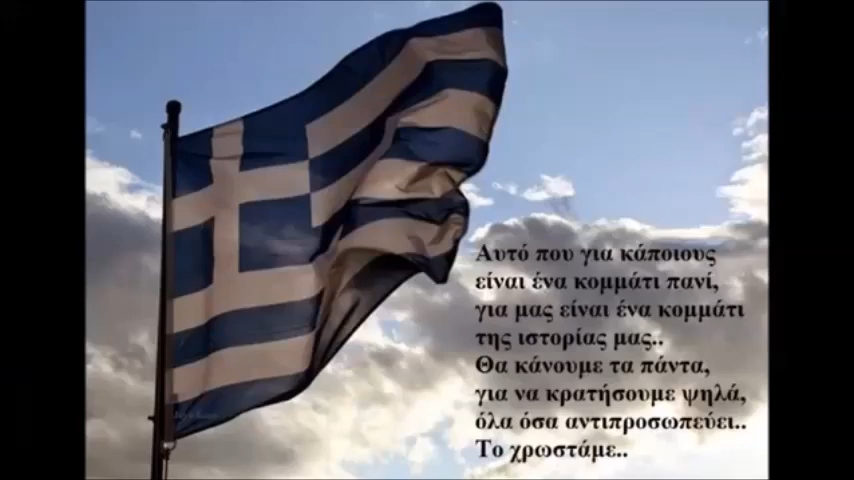 Αυτό που για κάποιους
είναι ένα κομμάτι πανί,
για μας είναι ένα κομμάτι
της ιστορίας μας..
Θα κάνουμε τα πάντα,
για να κρατήσουμε ψηλά,
όλα όσα αντιπροσωπεύει..
Το χρωστάμε..